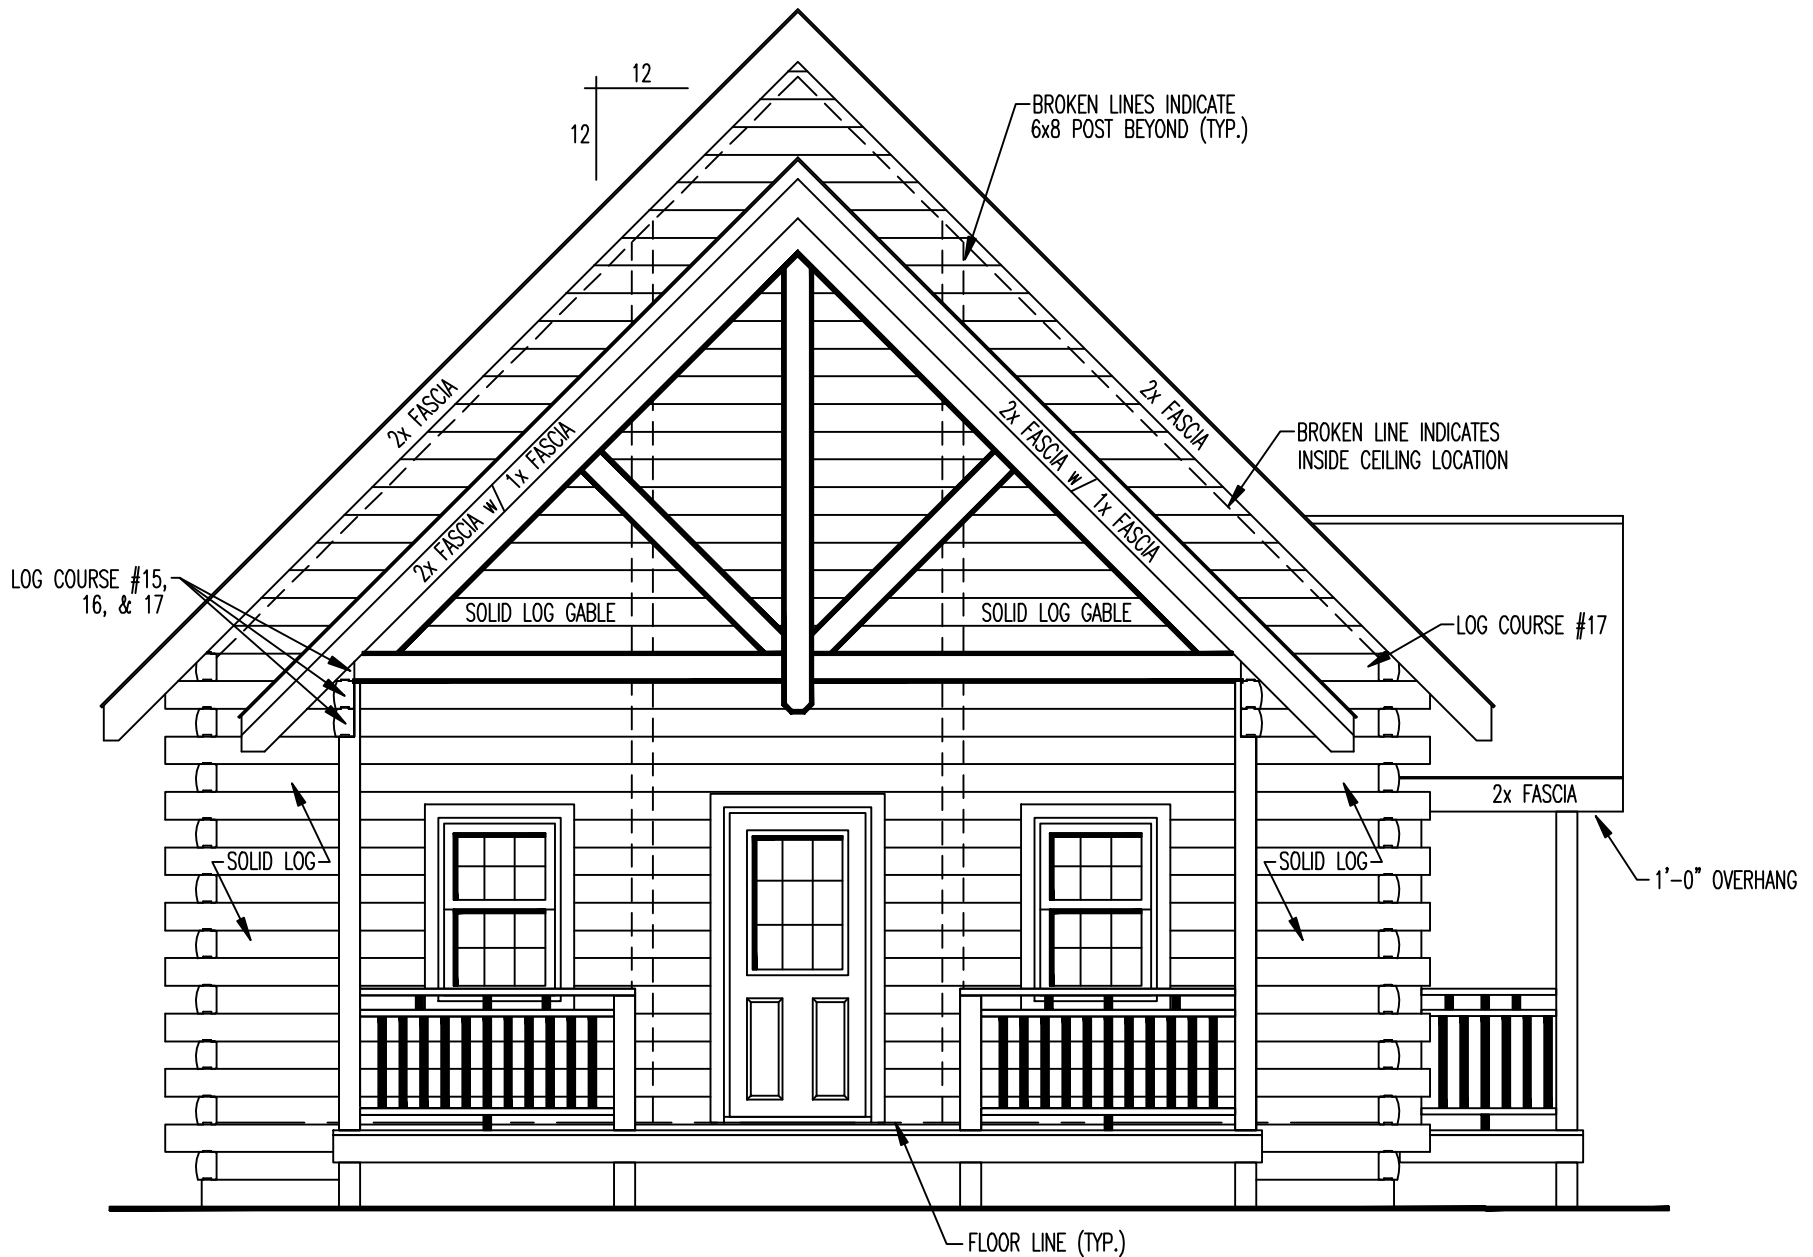 12
12
BROKEN LINES INDICATE
6x8 POST BEYOND (TYP.)
2x FASCIA
2x FASCIA
2x FASCIA w/ 1x FASCIA
2x FASCIA w/ 1x FASCIA
BROKEN LINE INDICATES
INSIDE CEILING LOCATION
LOG COURSE #15,
16, & 17
SOLID LOG GABLE
SOLID LOG GABLE
LOG COURSE #17
2x FASCIA
SOLID LOG
SOLID LOG
1'-0" OVERHANG
FLOOR LINE (TYP.)